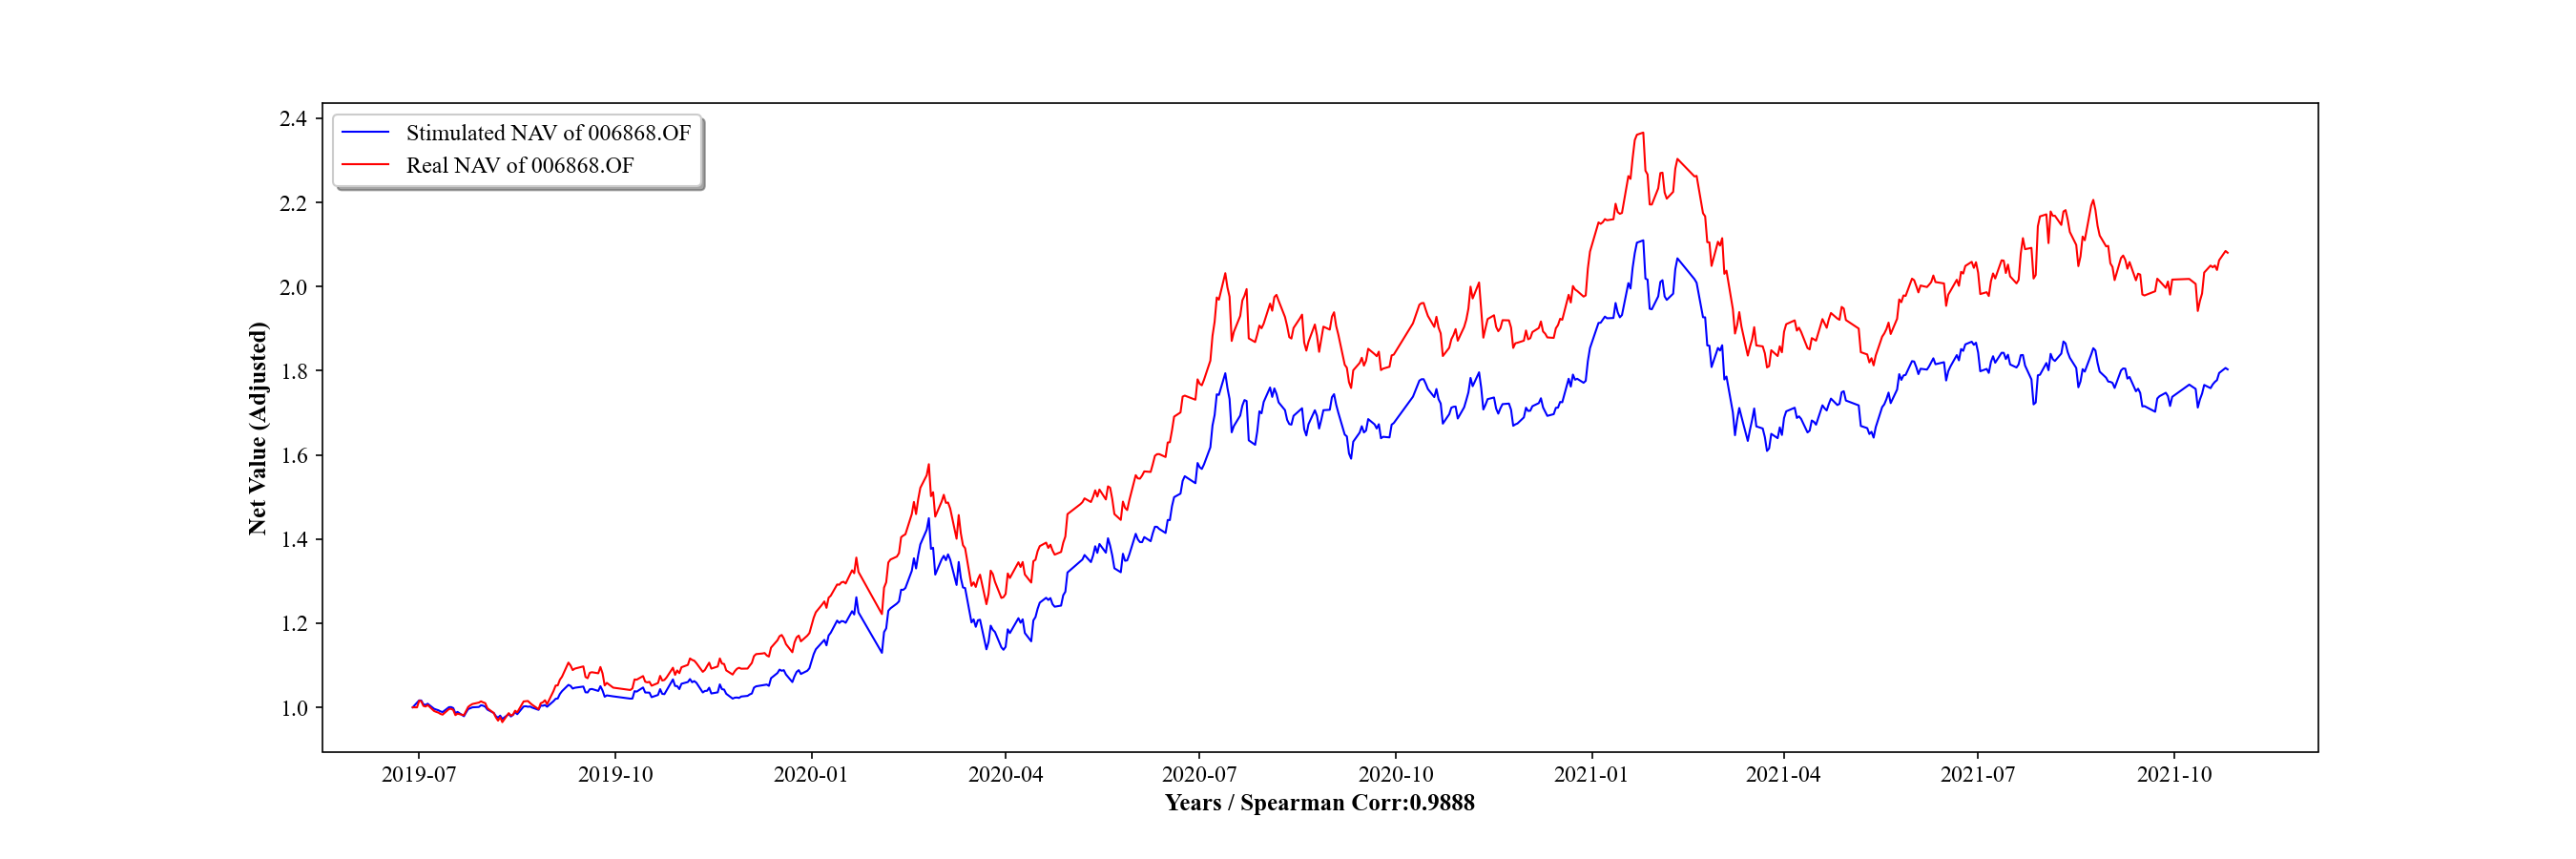 Stimulated NAV of 006868.OF
Real NAV of 006868.OF
Net Value (Adjusted)
2.4
2.2
2.0
1.8
1.6
1.4
1.2
1.0
2019-07 2019-10 2020-01 2020-04 2020-07 2020-10 2021-01 2021-04 2021-07 2021-10
Years / Spearman Corr:0.9888